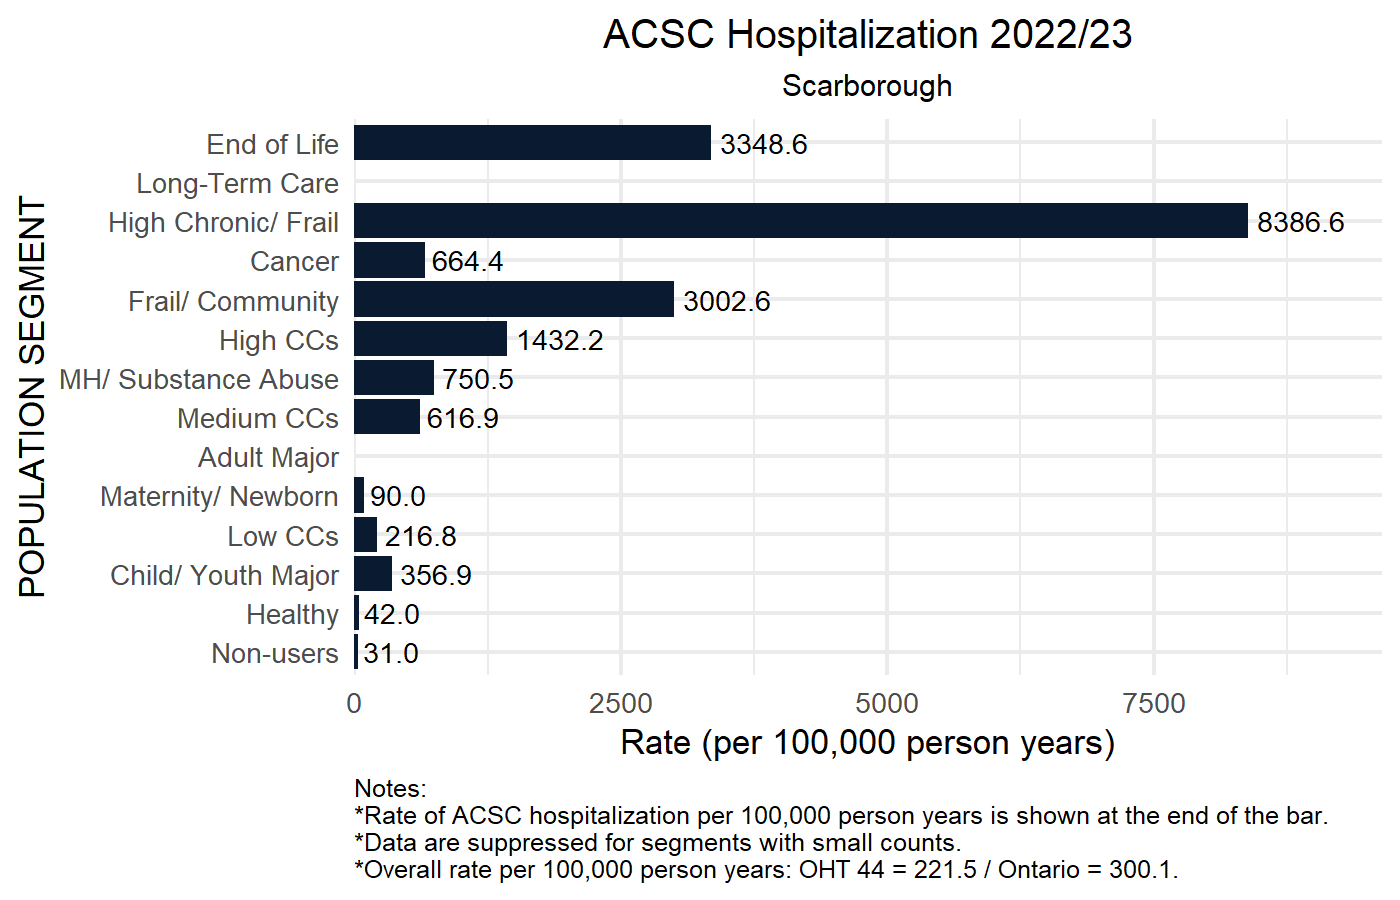 ACSC Hospitalization 2022/23
Scarborough
POPULATION SEGMENT
End of Life 3348.6
Long-Term Care
High Chronic/ Frail 8386.6
Cancer 664.4
Frail/ Community 3002.6
High CCs 1432.2
MH/ Substance Abuse 750.5
Medium CCs 616.9
Adult Major
Maternity/ Newborn 90.0
Low CCs 216.8
Child/ Youth Major 356.9
Healthy 42.0
Non-users 31.0
0 2500 5000 7500
Rate (per 100,000 person years)
Notes:
*Rate of ACSC hospitalization per 100,000 person years is shown at the end of the bar.
*Data are suppressed for segments with small counts.
*Overall rate per 100,000 person years: OHT 44 = 221.5 / Ontario = 300.1.